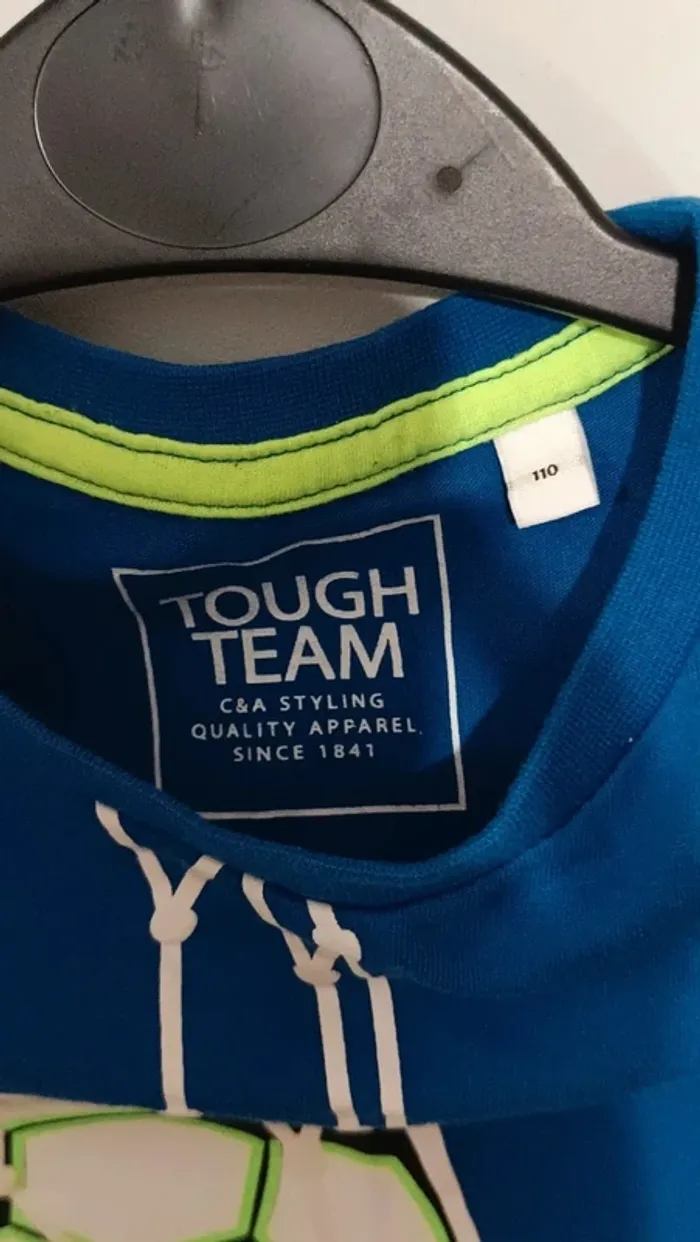 110
TOUGH
TEAM
C&A STYLING
QUALITY APPAREL.
SINCE 1841